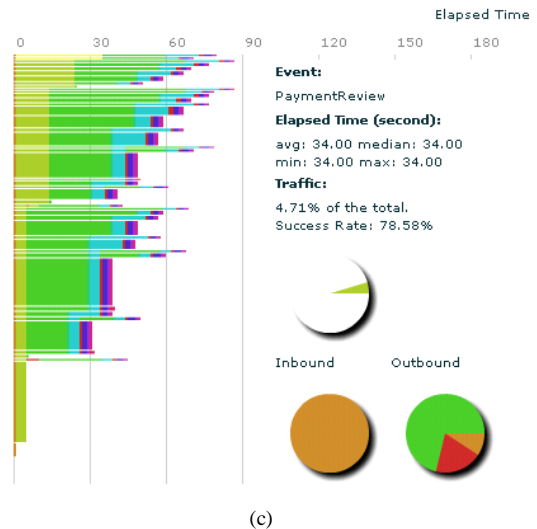 Elapsed Time
0 30 60 90 120 150 180
Event:
PaymentReview
Elapsed Time (second):
avg: 34.00 median: 34.00
min: 34.00 max: 34.00
Traffic:
4.71% of the total.
Success Rate: 78.58%
Inbound Outbound
(c)